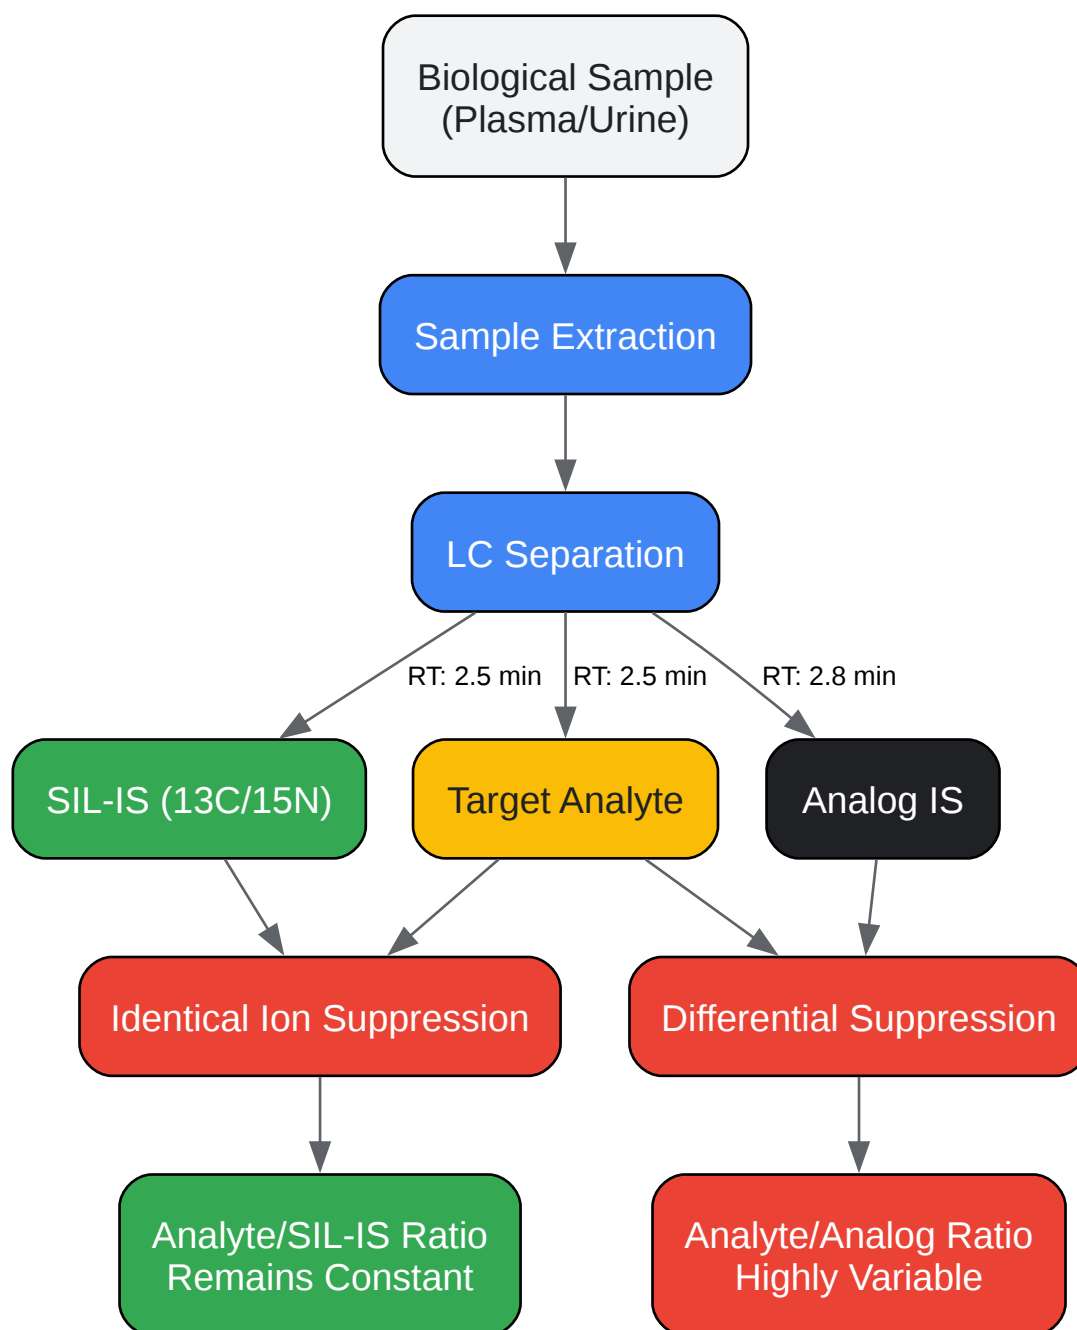 Biological Sample
(Plasma/Urine)
Sample Extraction
LC Separation
RT: 2.5 min
RT: 2.5 min
RT: 2.8 min
SIL-IS (13C/15N)
Target Analyte
Analog IS
Identical Ion Suppression
Differential Suppression
Analyte/SIL-IS Ratio
Remains Constant
Analyte/Analog Ratio
Highly Variable